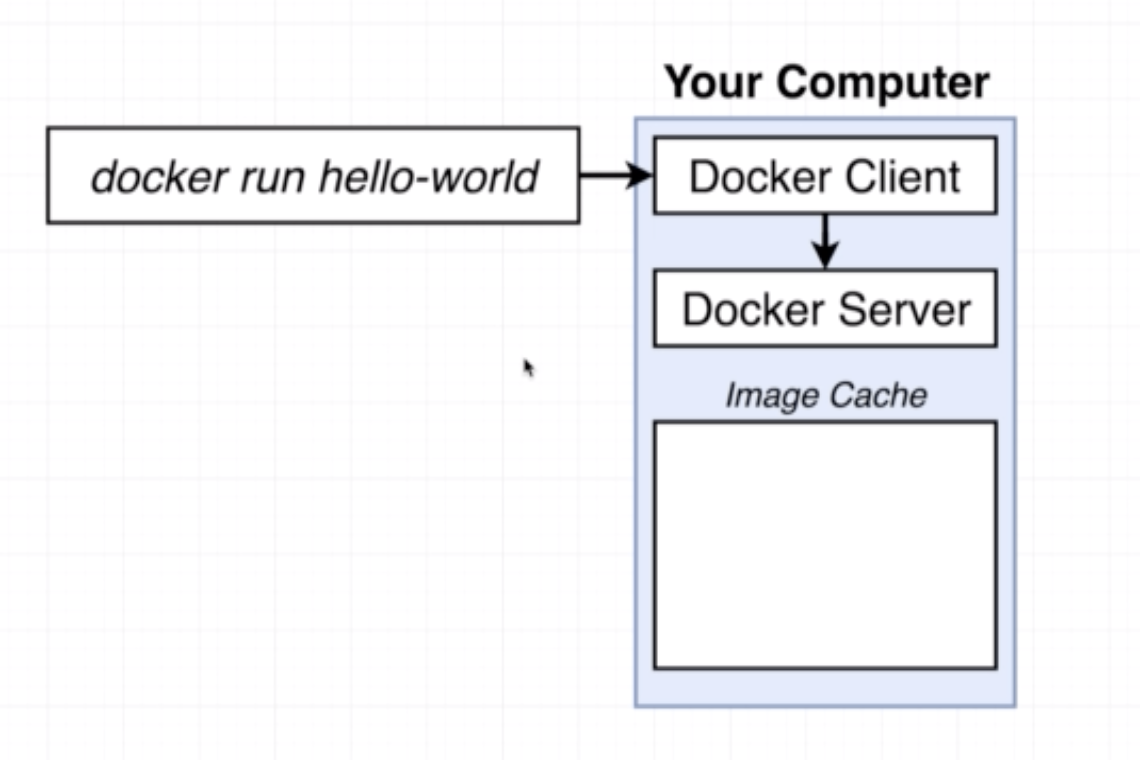 Your Computer
docker run hello-world
Docker Client
Docker Server
Image Cache